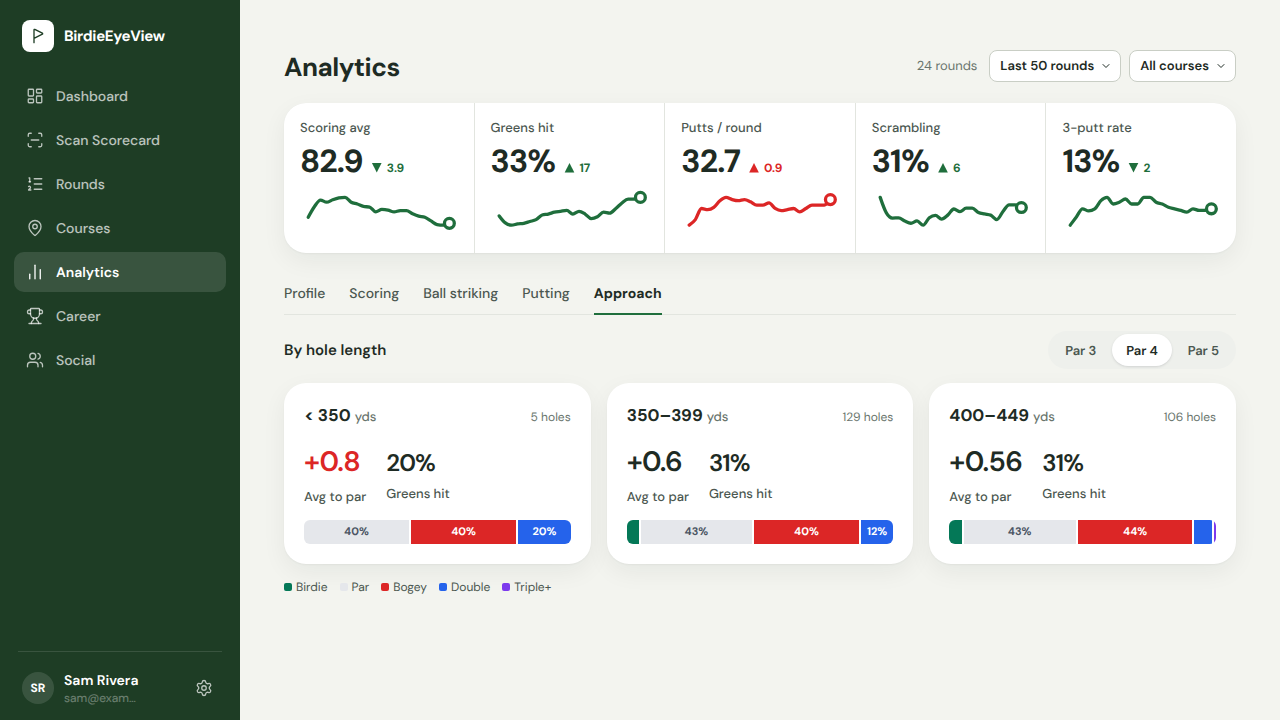 BirdieEyeView
Dashboard
Scan Scorecard
Rounds
Courses
Analytics
Career
Social
SR
Sam Rivera
sam@exam...
Analytics
24 rounds
Last 50 rounds
All courses
Scoring avg
82.9 ▼ 3.9
Greens hit
33% ▲ 17
Putts / round
32.7 ▲ 0.9
Scrambling
31% ▲ 6
3-putt rate
13% ▼ 2
Profile Scoring Ball striking Putting Approach
By hole length
Par 3 Par 4 Par 5
< 350 yds
5 holes
+0.8
Avg to par
20%
Greens hit
40% 40% 20%
350–399 yds
129 holes
+0.6
Avg to par
31%
Greens hit
43% 40% 12%
400–449 yds
106 holes
+0.56
Avg to par
31%
Greens hit
43% 44%
Birdie Par Bogey Double Triple+